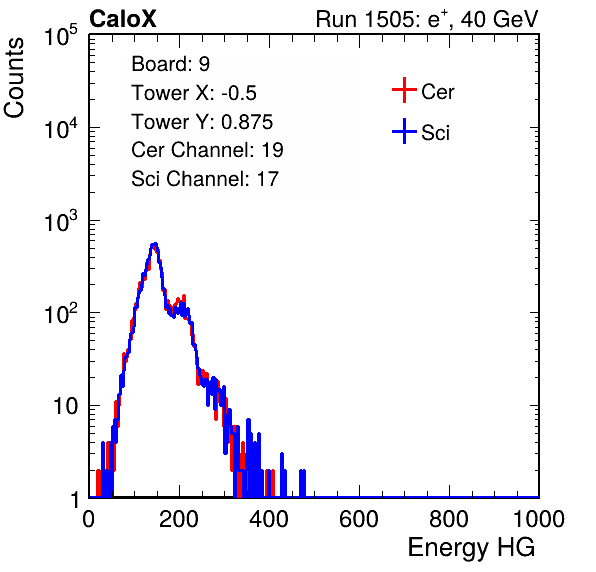 CaloX Run 1505: e⁺, 40 GeV
Counts
Board: 9
Tower X: -0.5
Tower Y: 0.875
Cer Channel: 19
Sci Channel: 17
Cer
Sci
10⁵
10⁴
10³
10²
10
1
0 200 400 600 800 1000
Energy HG